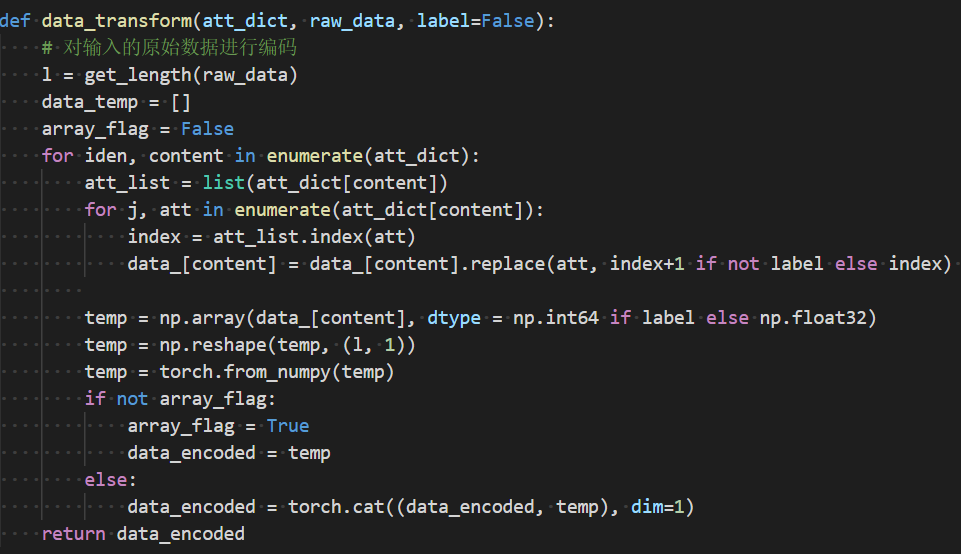 def data_transform(att_dict, raw_data, label=False):
    # 对输入的原始数据进行编码
    l = get_length(raw_data)
    data_temp = []
    array_flag = False
    for iden, content in enumerate(att_dict):
        att_list = list(att_dict[content])
        for j, att in enumerate(att_dict[content]):
            index = att_list.index(att)
            data_[content] = data_[content].replace(att, index+1 if not label else index)

        temp = np.array(data_[content], dtype = np.int64 if label else np.float32)
        temp = np.reshape(temp, (l, 1))
        temp = torch.from_numpy(temp)
        if not array_flag:
            array_flag = True
            data_encoded = temp
        else:
            data_encoded = torch.cat((data_encoded, temp), dim=1)
    return data_encoded